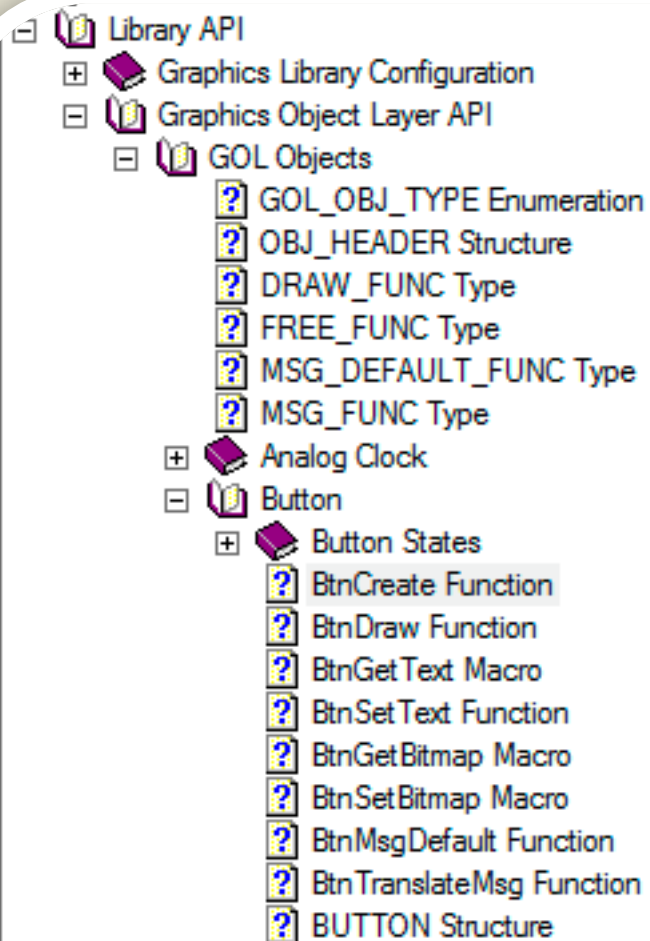 Library API
Graphics Library Configuration
Graphics Object Layer API
GOL Objects
GOL_OBJ_TYPE Enumeration
OBJ_HEADER Structure
DRAW_FUNC Type
FREE_FUNC Type
MSG_DEFAULT_FUNC Type
MSG_FUNC Type
Analog Clock
Button
Button States
BtnCreate Function
BtnDraw Function
BtnGetText Macro
BtnSetText Function
BtnGetBitmap Macro
BtnSetBitmap Macro
BtnMsgDefault Function
BtnTranslateMsg Function
BUTTON Structure